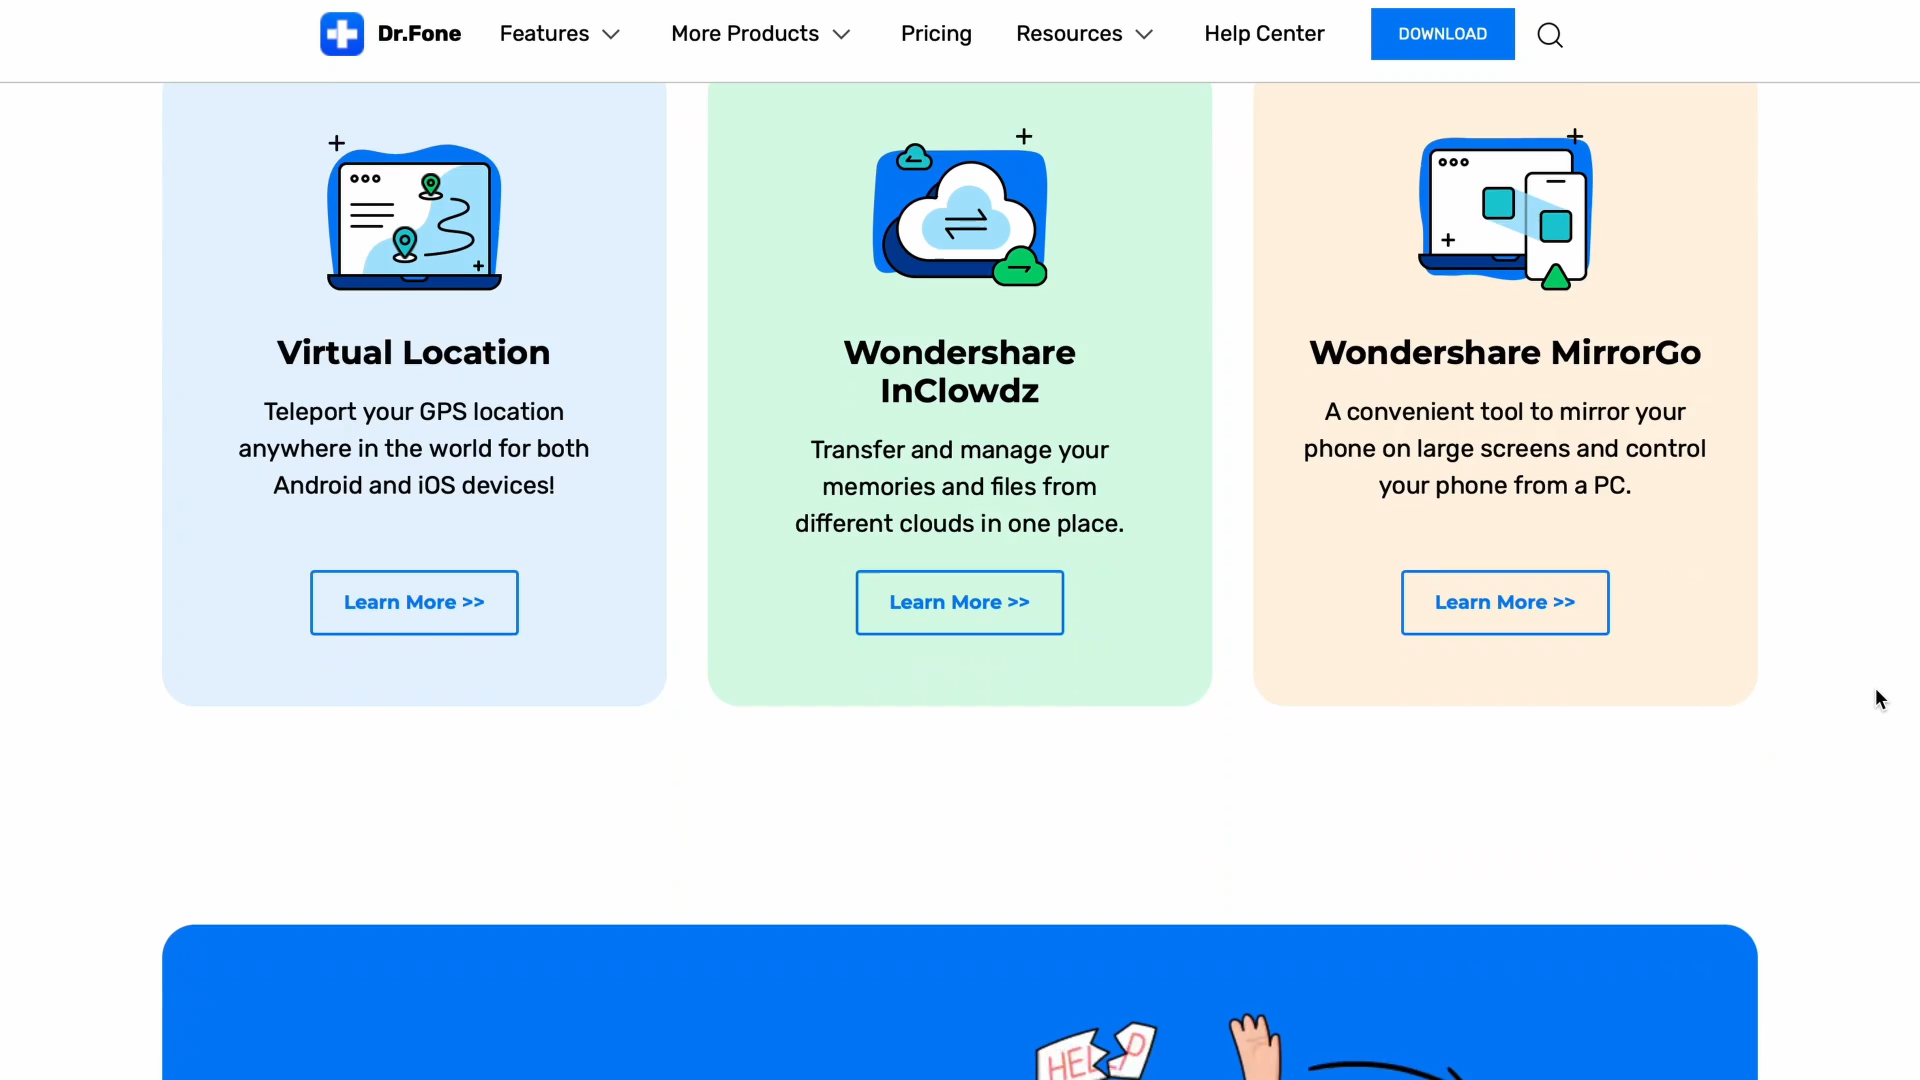 Dr.Fone Features More Products Pricing Resources Help Center DOWNLOAD
Virtual Location
Teleport your GPS location
anywhere in the world for both
Android and iOS devices!
Learn More >>
Wondershare
InClowdz
Transfer and manage your
memories and files from
different clouds in one place.
Learn More >>
Wondershare MirrorGo
A convenient tool to mirror your
phone on large screens and control
your phone from a PC.
Learn More >>
HELP